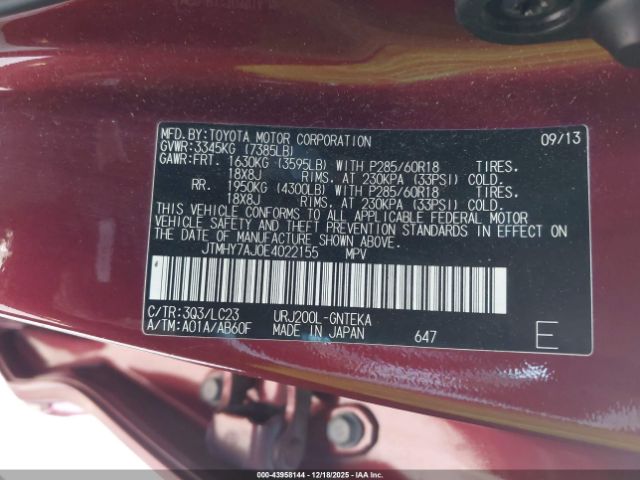 MFD. BY: TOYOTA MOTOR CORPORATION 09/13
GVWR: 3345KG (7385LB)
GAWR: FRT. 1630KG (3595LB) WITH P285/60R18 TIRES.
18X8J RIMS. AT 230KPA (33PSI) COLD.
RR. 1950KG (4300LB) WITH P285/60R18 TIRES.
18X8J RIMS. AT 230KPA (33PSI) COLD.
THIS VEHICLE CONFORMS TO ALL APPLICABLE FEDERAL MOTOR
VEHICLE SAFETY AND THEFT PREVENTION STANDARDS IN EFFECT ON
THE DATE OF MANUFACTURE SHOWN ABOVE.
JTMHY7AJ0E4022155 MPV
C/TR: 3Q3/LC23 URJ200L-GNTEKA
A/TM: A01A/AB60F MADE IN JAPAN 647 E
000-43958144 - 12/18/2025 - COPART